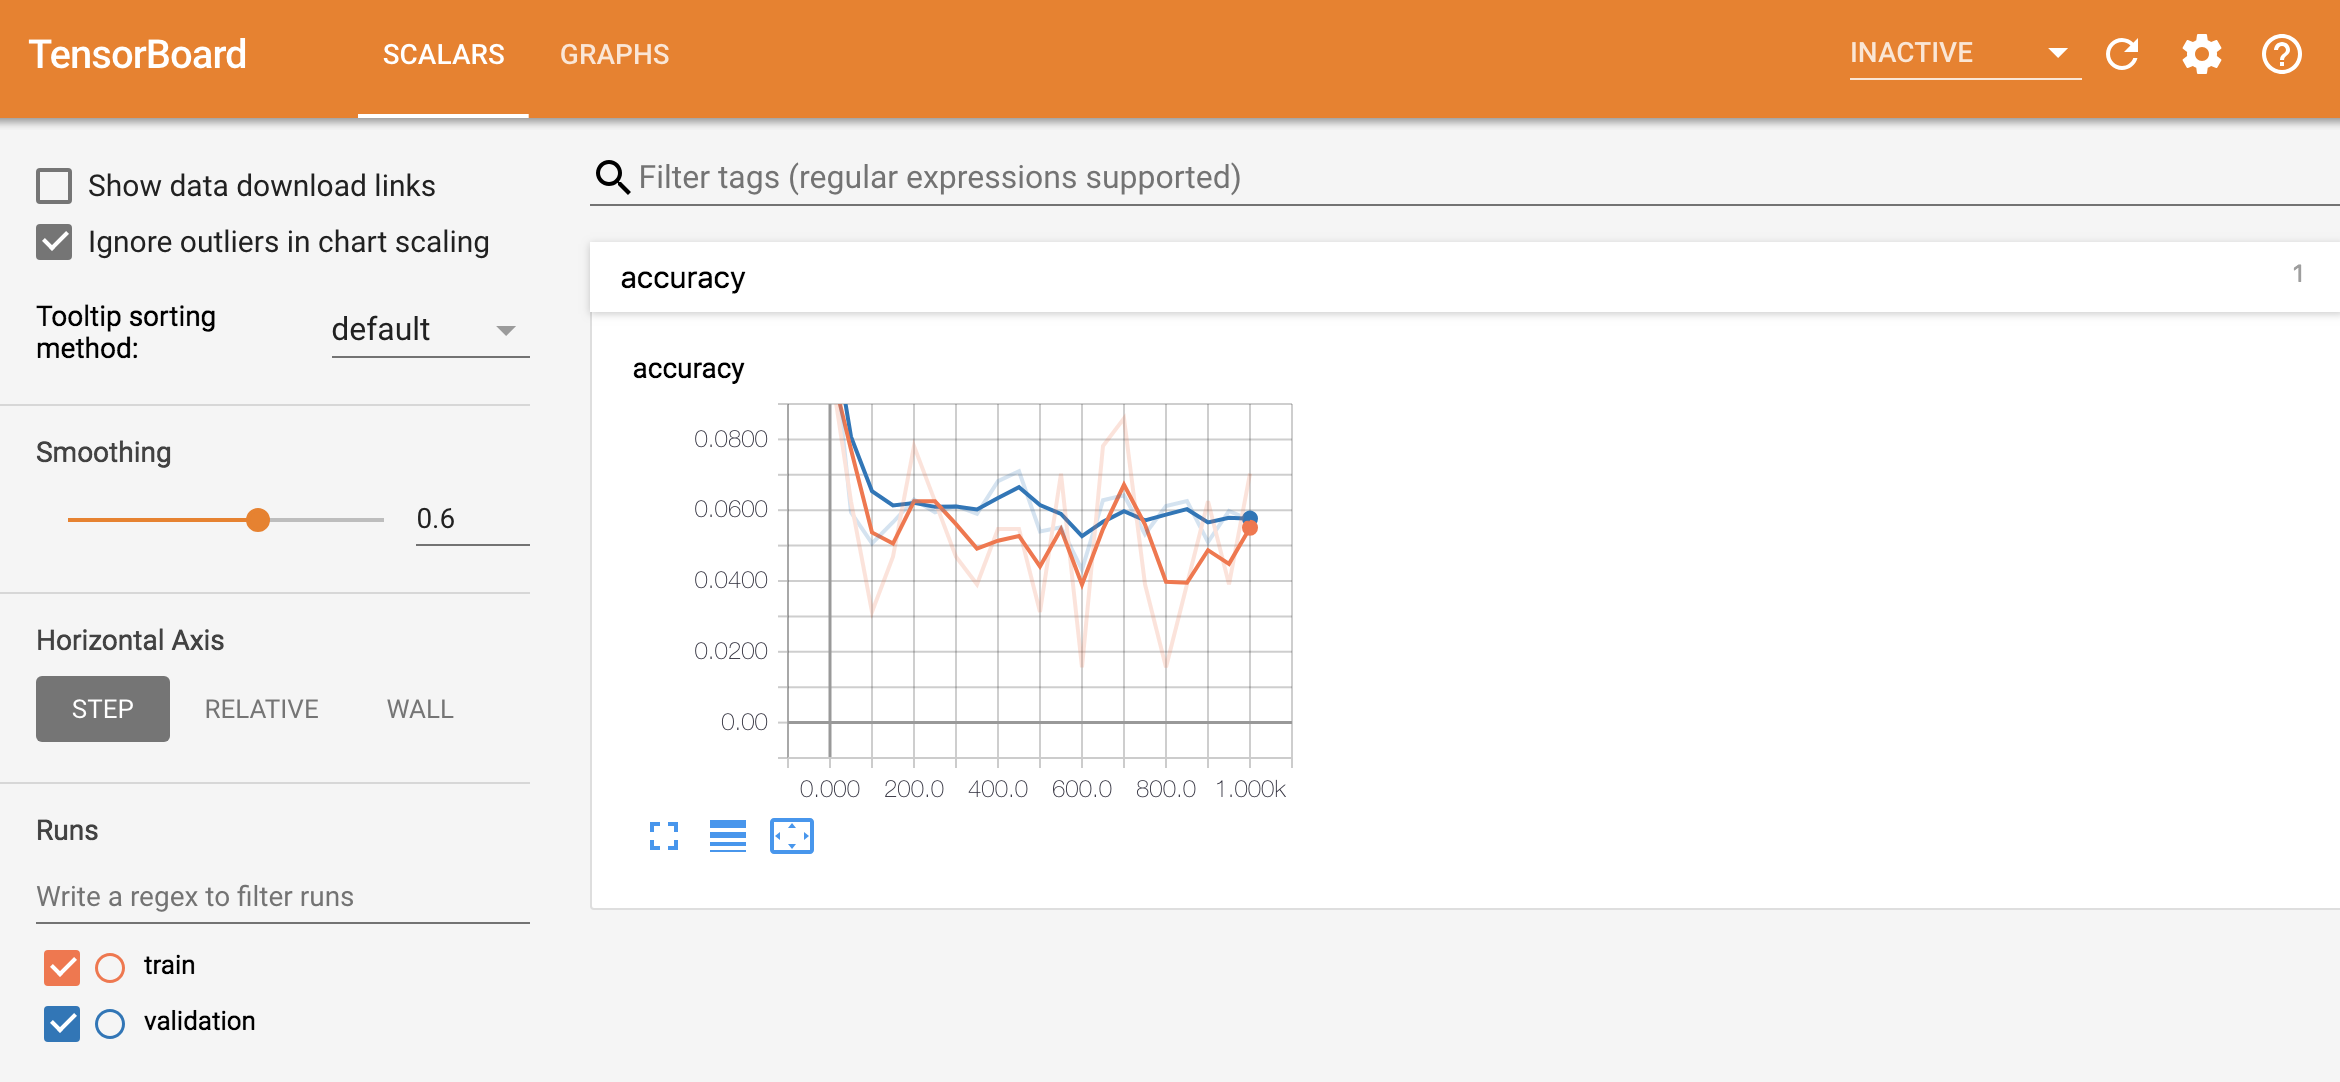 TensorBoard
SCALARS
GRAPHS
INACTIVE
Show data download links
Ignore outliers in chart scaling
Tooltip sorting
method:
default
Smoothing
0.6
Horizontal Axis
STEP
RELATIVE
WALL
Runs
Write a regex to filter runs
train
validation
Filter tags (regular expressions supported)
accuracy
1
accuracy
0.0800
0.0600
0.0400
0.0200
0.00
0.000 200.0 400.0 600.0 800.0 1.000k